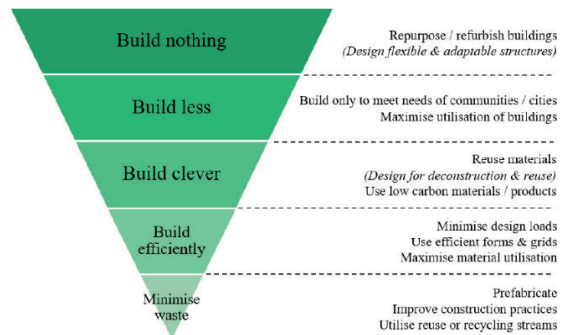 Build nothing
Repurpose / refurbish buildings
(Design flexible & adaptable structures)
Build less
Build only to meet needs of communities / cities
Maximise utilisation of buildings
Build clever
Reuse materials
(Design for deconstruction & reuse)
Use low carbon materials / products
Build
efficiently
Minimise design loads
Use efficient forms & grids
Maximise material utilisation
Minimise
waste
Prefabricate
Improve construction practices
Utilise reuse or recycling streams